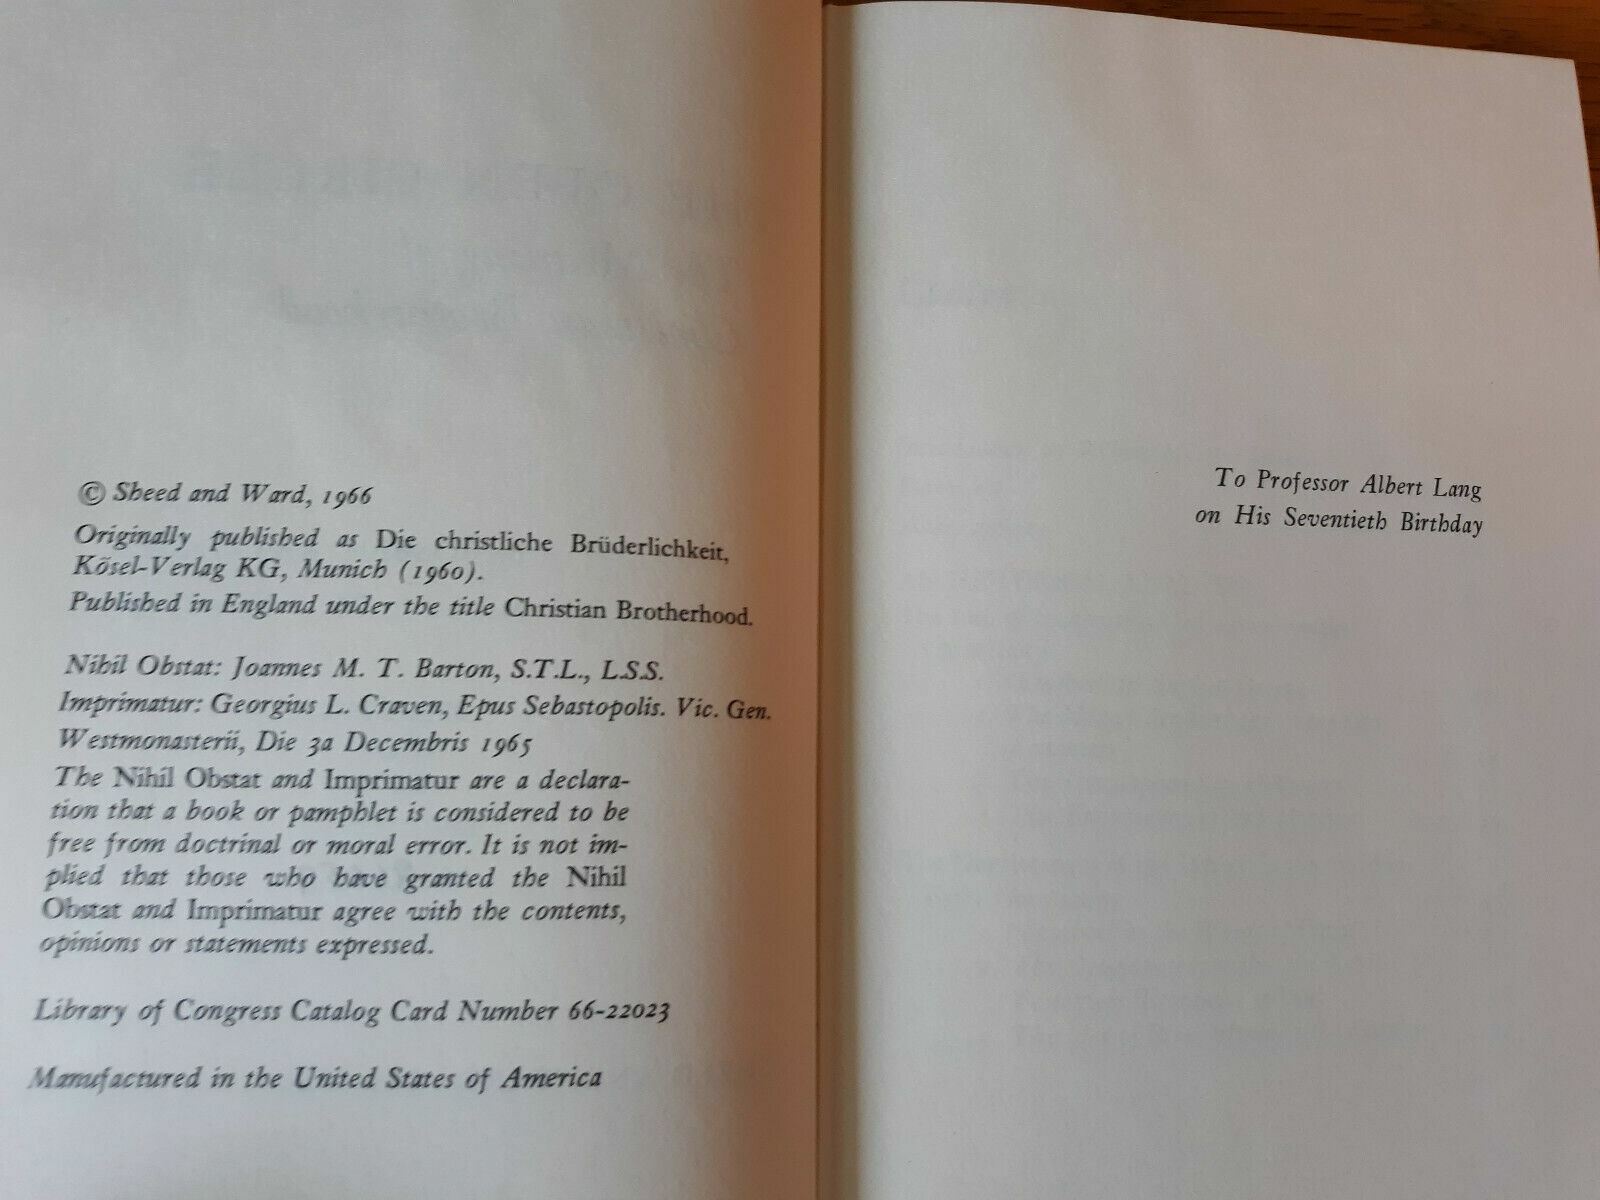 © Sheed and Ward, 1966
Originally published as Die christliche Brüderlichkeit,
Kösel-Verlag KG, Munich (1960).
Published in England under the title Christian Brotherhood.
Nihil Obstat: Joannes M. T. Barton, S.T.L., L.S.S.
Imprimatur: Georgius L. Craven, Epus Sebastopolis. Vic. Gen.
Westmonasterii, Die 3a Decembris 1965
The Nihil Obstat and Imprimatur are a declara-
tion that a book or pamphlet is considered to be
free from doctrinal or moral error. It is not im-
plied that those who have granted the Nihil
Obstat and Imprimatur agree with the contents,
opinions or statements expressed.
Library of Congress Catalog Card Number 66-22023
Manufactured in the United States of America
To Professor Albert Lang
on His Seventieth Birthday